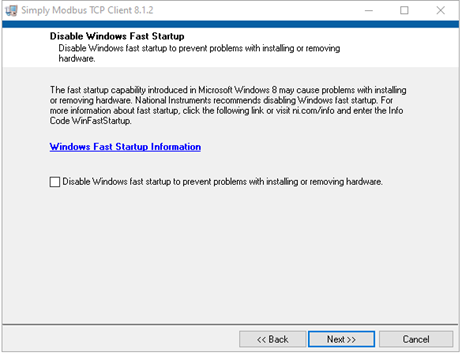 Simply Modbus TCP Client 8.1.2
Disable Windows Fast Startup
Disable Windows fast startup to prevent problems with installing or removing
hardware.
The fast startup capability introduced in Microsoft Windows 8 may cause problems with installing
or removing hardware. National Instruments recommends disabling Windows fast startup. For
more information about fast startup, click the following link or visit ni.com/info and enter the Info
Code WinFastStartup.
Windows Fast Startup Information
Disable Windows fast startup to prevent problems with installing or removing hardware.
<< Back
Next >>
Cancel